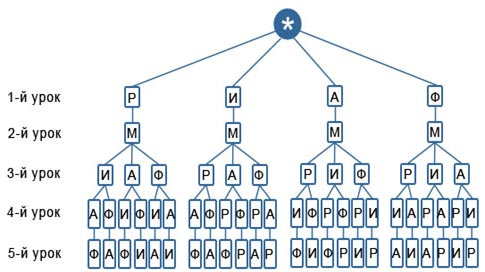 *
1-й урок Р И А Ф
2-й урок М М М М
3-й урок И А Ф Р А Ф Р И Ф Р И А
4-й урок А Ф И Ф И А А Ф Р Ф Р А И Ф Р Ф Р И И А Р А Р И
5-й урок Ф А Ф И А И Ф А Ф Р А Р Ф И Ф Р И Р А И А Р И Р